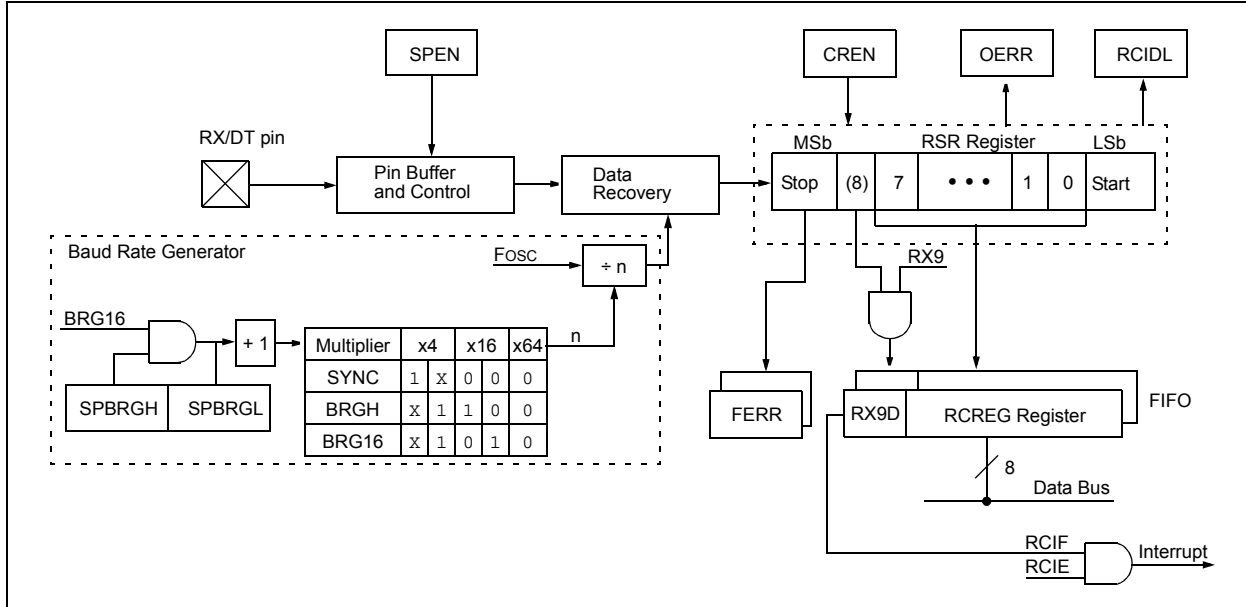 SPEN
CREN
OERR
RCIDL
RX/DT pin
Pin Buffer
and Control
Data
Recovery
MSb
RSR Register
LSb
Stop
(8)
7
• • •
1
0
Start
Baud Rate Generator
FOSC
÷ n
RX9
BRG16
+ 1
n
Multiplier x4 x16 x64
SYNC 1 X 0 0 0
BRGH X 1 1 0 0
BRG16 X 1 0 1 0
SPBRGH
SPBRGL
FERR
RX9D
RCREG Register
FIFO
8
Data Bus
RCIF
RCIE
Interrupt